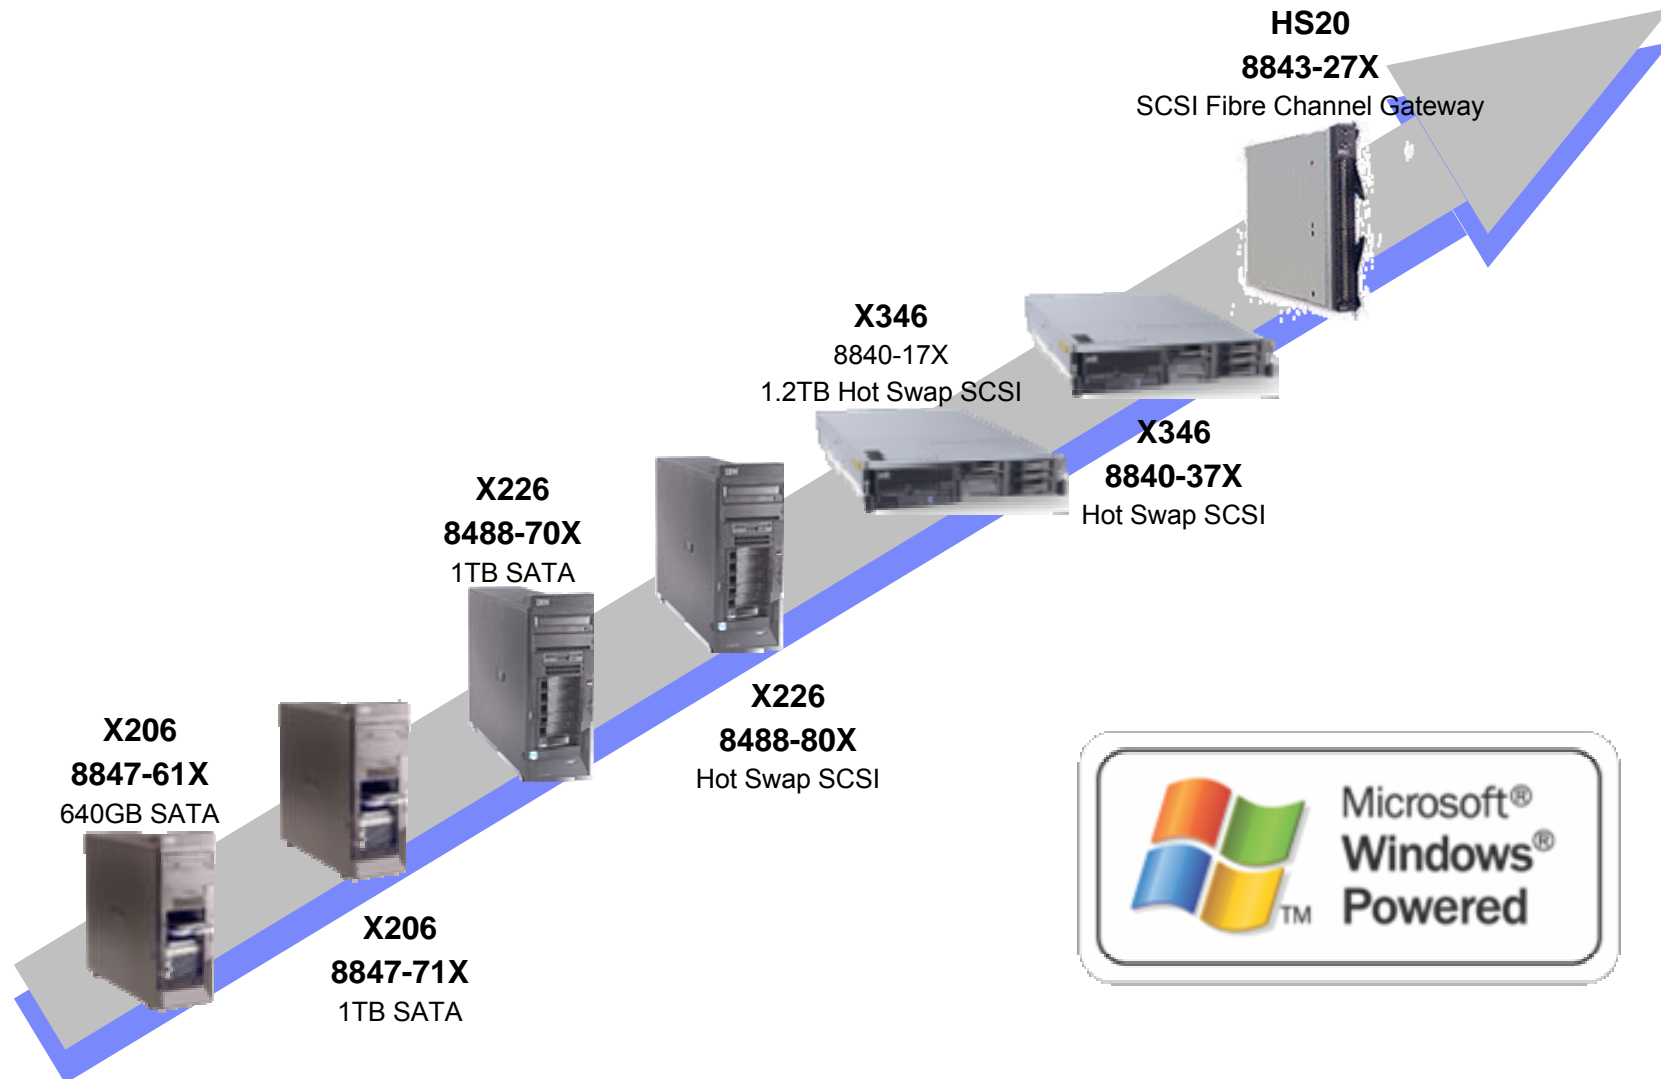 HS20
8843-27X
SCSI Fibre Channel Gateway
X346
8840-17X
1.2TB Hot Swap SCSI
X346
8840-37X
Hot Swap SCSI
X226
8488-70X
1TB SATA
X226
8488-80X
Hot Swap SCSI
X206
8847-61X
640GB SATA
X206
8847-71X
1TB SATA
Microsoft®
Windows®
Powered
TM
IBM
IBM